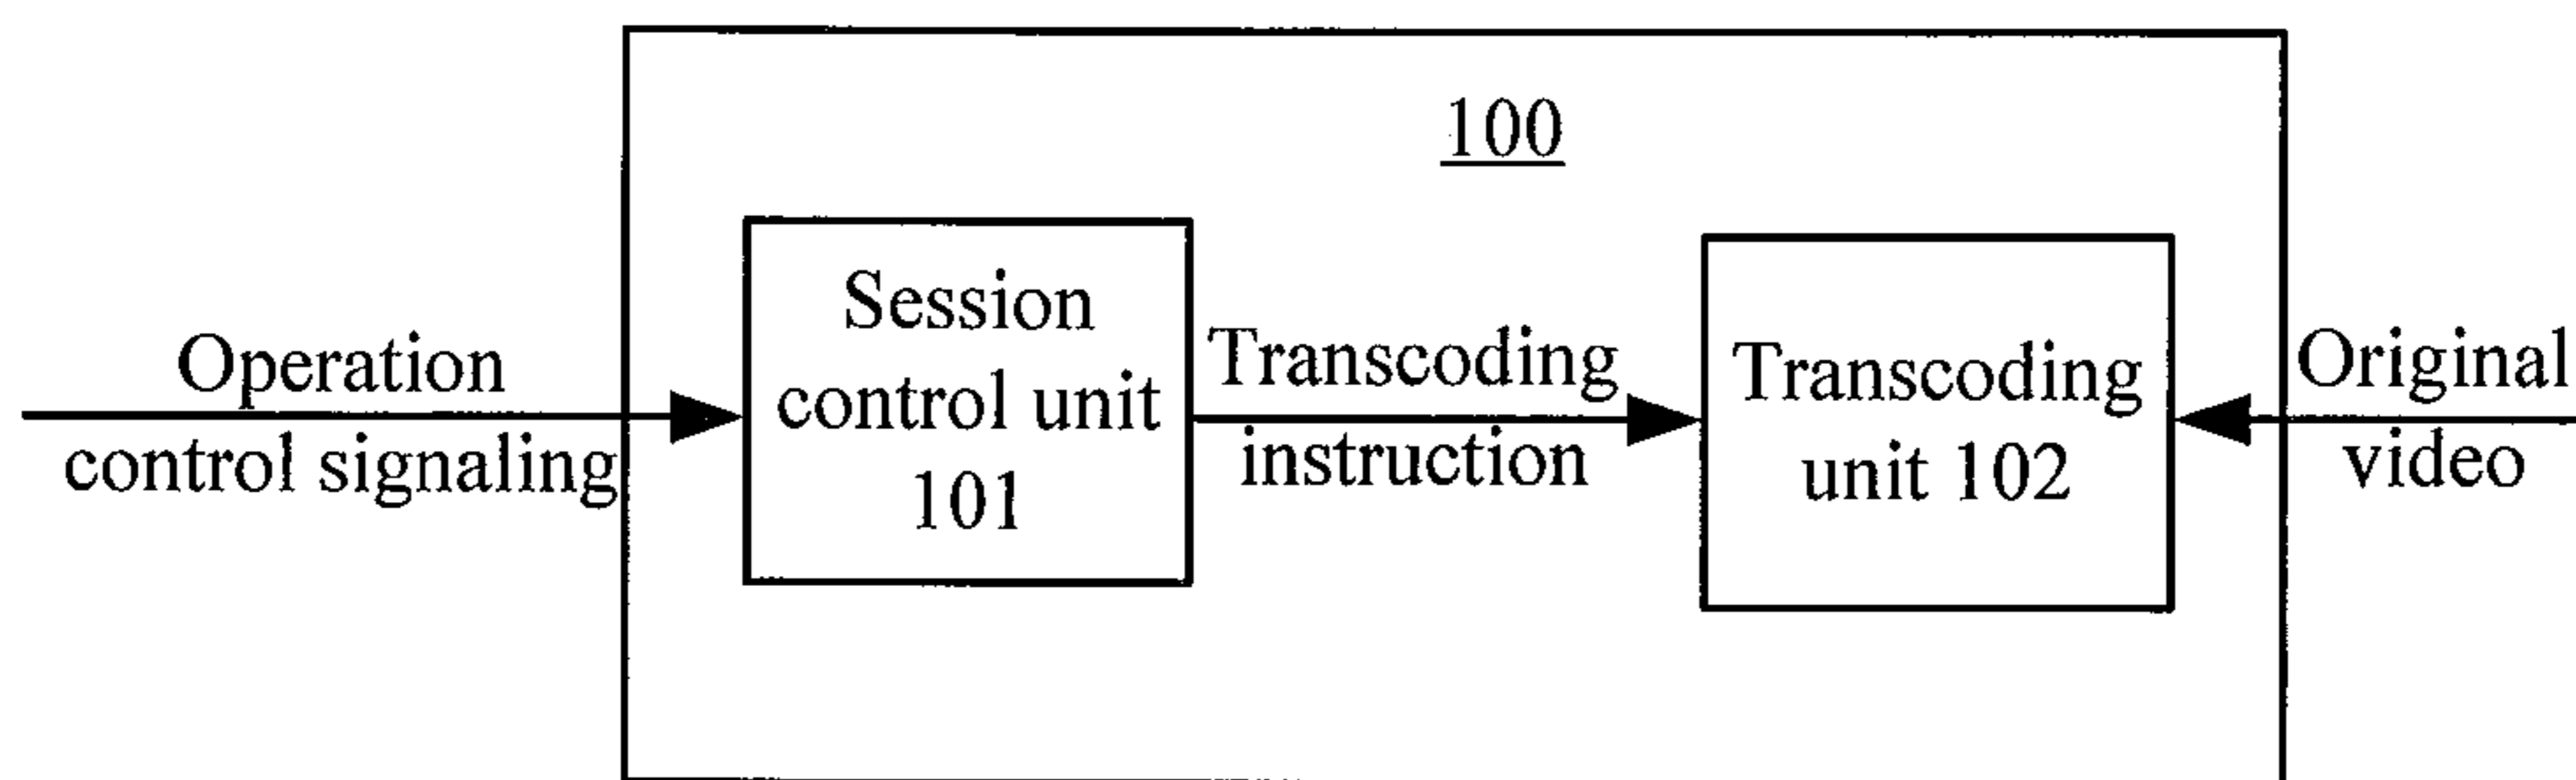 100
Operation
control signaling
Session
control unit
101
Transcoding
instruction
Transcoding
unit 102
Original
video